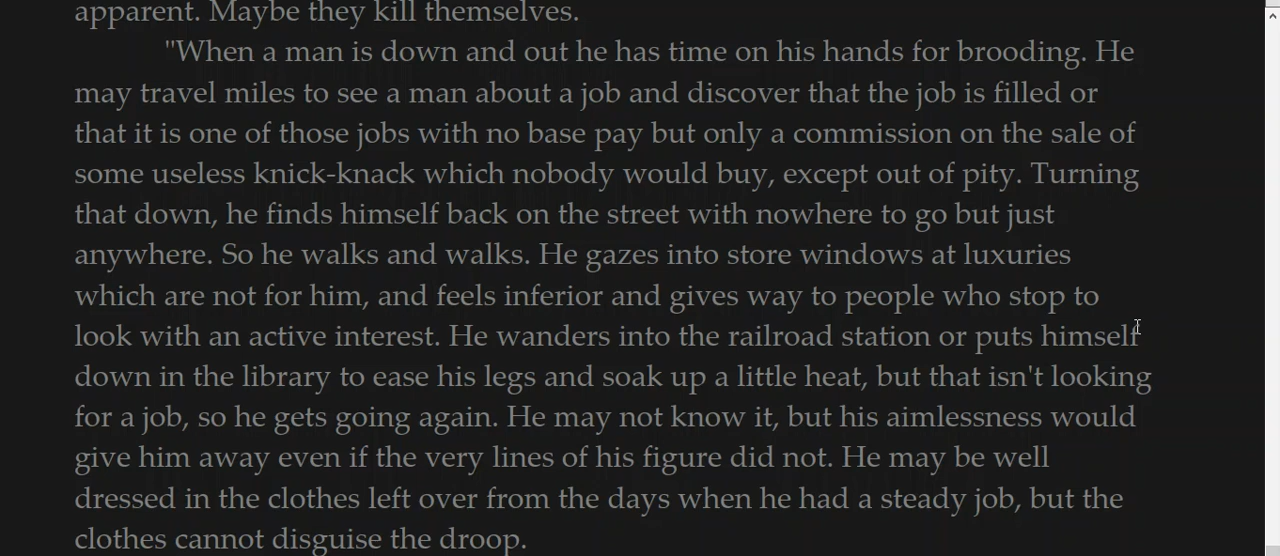 apparent. Maybe they kill themselves.
"When a man is down and out he has time on his hands for brooding. He
may travel miles to see a man about a job and discover that the job is filled or
that it is one of those jobs with no base pay but only a commission on the sale of
some useless knick-knack which nobody would buy, except out of pity. Turning
that down, he finds himself back on the street with nowhere to go but just
anywhere. So he walks and walks. He gazes into store windows at luxuries
which are not for him, and feels inferior and gives way to people who stop to
look with an active interest. He wanders into the railroad station or puts himself
down in the library to ease his legs and soak up a little heat, but that isn't looking
for a job, so he gets going again. He may not know it, but his aimlessness would
give him away even if the very lines of his figure did not. He may be well
dressed in the clothes left over from the days when he had a steady job, but the
clothes cannot disguise the droop.